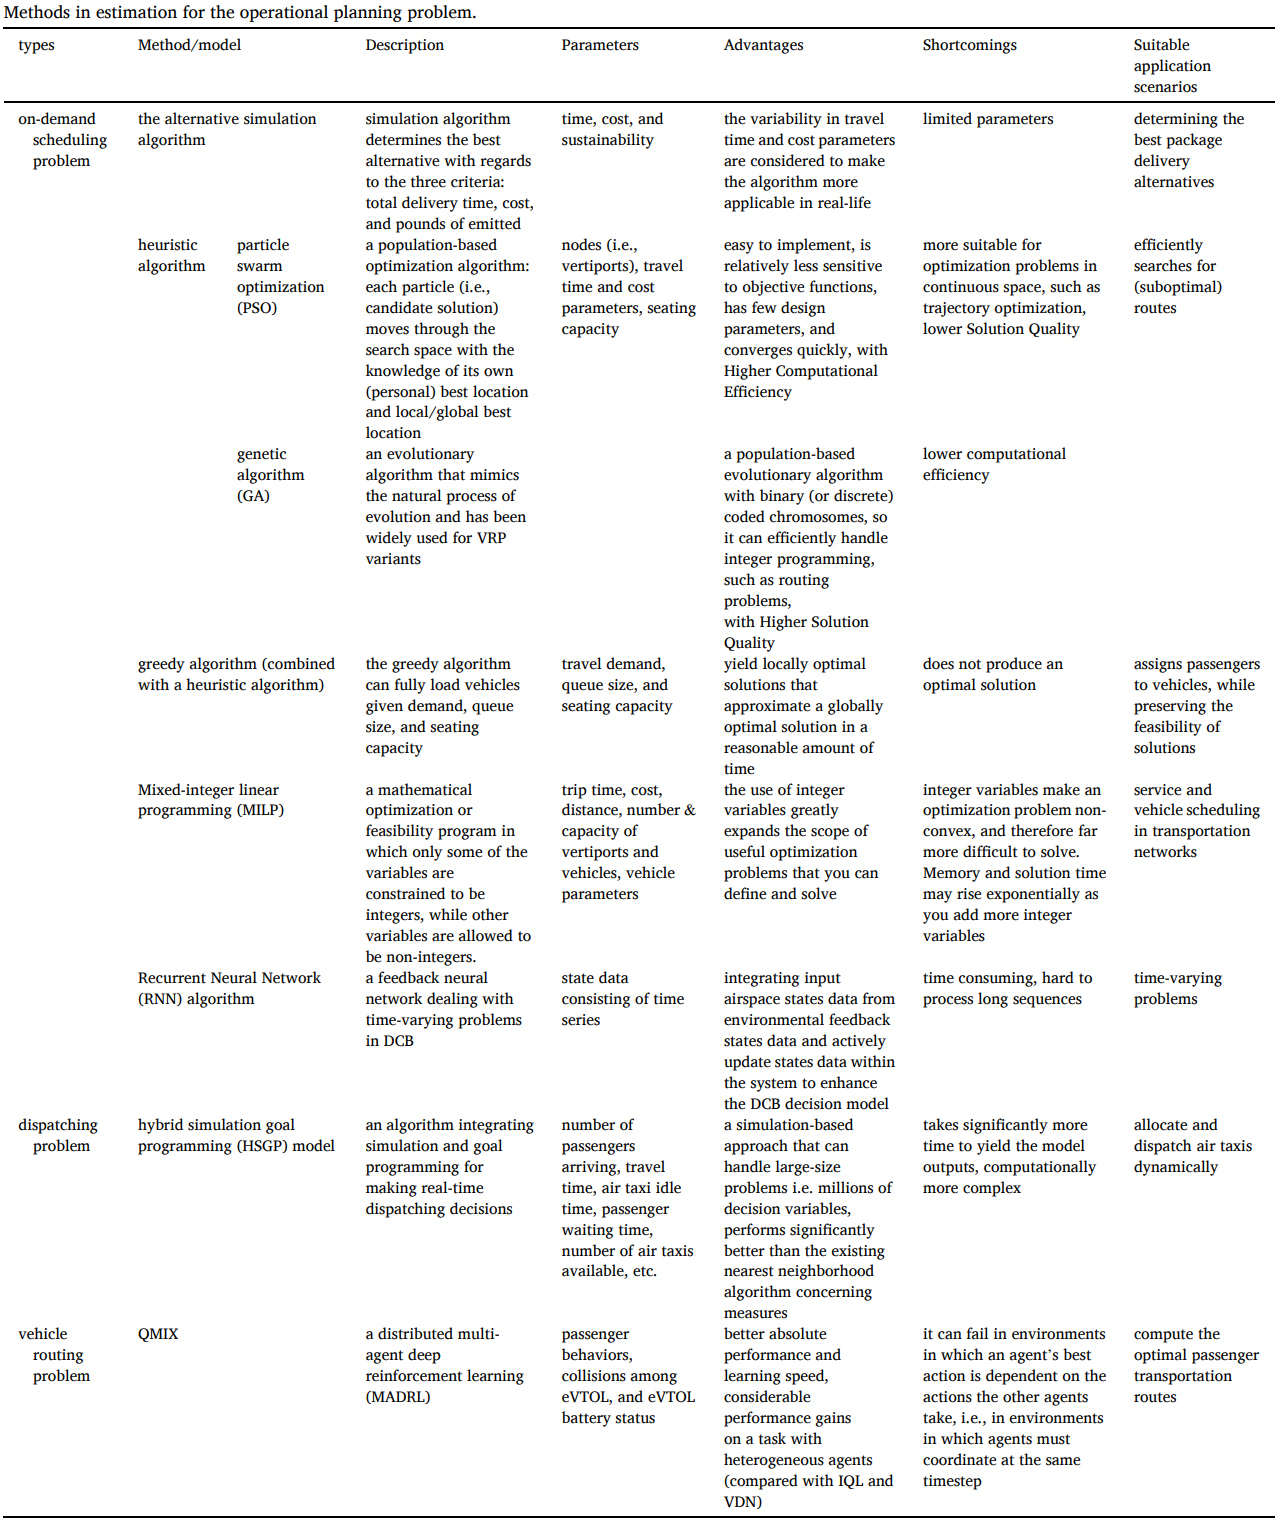 Methods in estimation for the operational planning problem.
types
Method/model
Description
Parameters
Advantages
Shortcomings
Suitable
application
scenarios
on-demand
scheduling
problem
the alternative simulation
algorithm
simulation algorithm
determines the best
alternative with regards
to the three criteria:
total delivery time, cost,
and pounds of emitted
time, cost, and
sustainability
the variability in travel
time and cost parameters
are considered to make
the algorithm more
applicable in real-life
limited parameters
determining the
best package
delivery
alternatives
heuristic
algorithm
particle
swarm
optimization
(PSO)
a population-based
optimization algorithm:
each particle (i.e.,
candidate solution)
moves through the
search space with the
knowledge of its own
(personal) best location
and local/global best
location
nodes (i.e.,
vertiports), travel
time and cost
parameters, seating
capacity
easy to implement, is
relatively less sensitive
to objective functions,
has few design
parameters, and
converges quickly, with
Higher Computational
Efficiency
more suitable for
optimization problems in
continuous space, such as
trajectory optimization,
lower Solution Quality
efficiently
searches for
(suboptimal)
routes
genetic
algorithm
(GA)
an evolutionary
algorithm that mimics
the natural process of
evolution and has been
widely used for VRP
variants
a population-based
evolutionary algorithm
with binary (or discrete)
coded chromosomes, so
it can efficiently handle
integer programming,
such as routing
problems,
with Higher Solution
Quality
lower computational
efficiency
greedy algorithm (combined
with a heuristic algorithm)
the greedy algorithm
can fully load vehicles
given demand, queue
size, and seating
capacity
travel demand,
queue size, and
seating capacity
yield locally optimal
solutions that
approximate a globally
optimal solution in a
reasonable amount of
time
does not produce an
optimal solution
assigns passengers
to vehicles, while
preserving the
feasibility of
solutions
Mixed-integer linear
programming (MILP)
a mathematical
optimization or
feasibility program in
which only some of the
variables are
constrained to be
integers, while other
variables are allowed to
be non-integers.
trip time, cost,
distance, number &
capacity of
vertiports and
vehicles, vehicle
parameters
the use of integer
variables greatly
expands the scope of
useful optimization
problems that you can
define and solve
integer variables make an
optimization problem non-
convex, and therefore far
more difficult to solve.
Memory and solution time
may rise exponentially as
you add more integer
variables
service and
vehicle scheduling
in transportation
networks
Recurrent Neural Network
(RNN) algorithm
a feedback neural
network dealing with
time-varying problems
in DCB
state data
consisting of time
series
integrating input
airspace states data from
environmental feedback
states data and actively
update states data within
the system to enhance
the DCB decision model
time consuming, hard to
process long sequences
time-varying
problems
dispatching
problem
hybrid simulation goal
programming (HSGP) model
an algorithm integrating
simulation and goal
programming for
making real-time
dispatching decisions
number of
passengers
arriving, travel
time, air taxi idle
time, passenger
waiting time,
number of air taxis
available, etc.
a simulation-based
approach that can
handle large-size
problems i.e. millions of
decision variables,
performs significantly
better than the existing
nearest neighborhood
algorithm concerning
measures
takes significantly more
time to yield the model
outputs, computationally
more complex
allocate and
dispatch air taxis
dynamically
vehicle
routing
problem
QMIX
a distributed multi-
agent deep
reinforcement learning
(MADRL)
passenger
behaviors,
collisions among
eVTOL, and eVTOL
battery status
better absolute
performance and
learning speed,
considerable
performance gains
on a task with
heterogeneous agents
(compared with IQL and
VDN)
it can fail in environments
in which an agent's best
action is dependent on the
actions the other agents
take, i.e., in environments
in which agents must
coordinate at the same
timestep
compute the
optimal passenger
transportation
routes